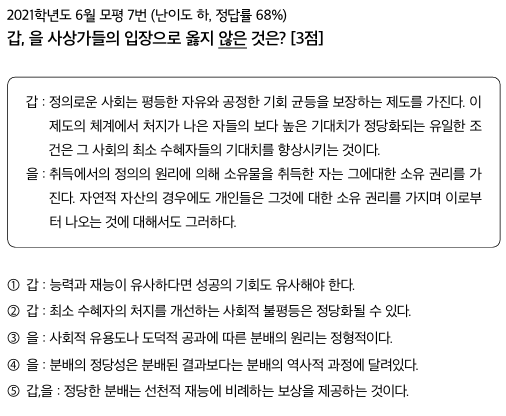 2021학년도 6월 모평 7번 (난이도 하, 정답률 68%)
갑, 을 사상가들의 입장으로 옳지 않은 것은? [3점]
갑 : 정의로운 사회는 평등한 자유와 공정한 기회 균등을 보장하는 제도를 가진다. 이
제도의 체계에서 처지가 나은 자들의 보다 높은 기대치가 정당화되는 유일한 조
건은 그 사회의 최소 수혜자들의 기대치를 향상시키는 것이다.
을 : 취득에서의 정의의 원리에 의해 소유물을 취득한 자는 그에대한 소유 권리를 가
진다. 자연적 자산의 경우에도 개인들은 그것에 대한 소유 권리를 가지며 이로부
터 나오는 것에 대해서도 그러하다.
① 갑 : 능력과 재능이 유사하다면 성공의 기회도 유사해야 한다.
② 갑 : 최소 수혜자의 처지를 개선하는 사회적 불평등은 정당화될 수 있다.
③ 을 : 사회적 유용도나 도덕적 공과에 따른 분배의 원리는 정형적이다.
④ 을 : 분배의 정당성은 분배된 결과보다는 분배의 역사적 과정에 달려있다.
⑤ 갑,을 : 정당한 분배는 선천적 재능에 비례하는 보상을 제공하는 것이다.